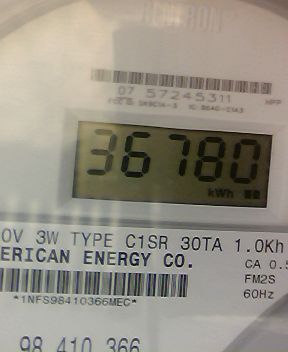 07 57245311
36780
kWh
0V 3W TYPE C1SR 30TA 1.0Kh
ERICAN ENERGY CO.
CA 0.5
FM2S
*1NFS98410366MEC*
60Hz
98 410 366